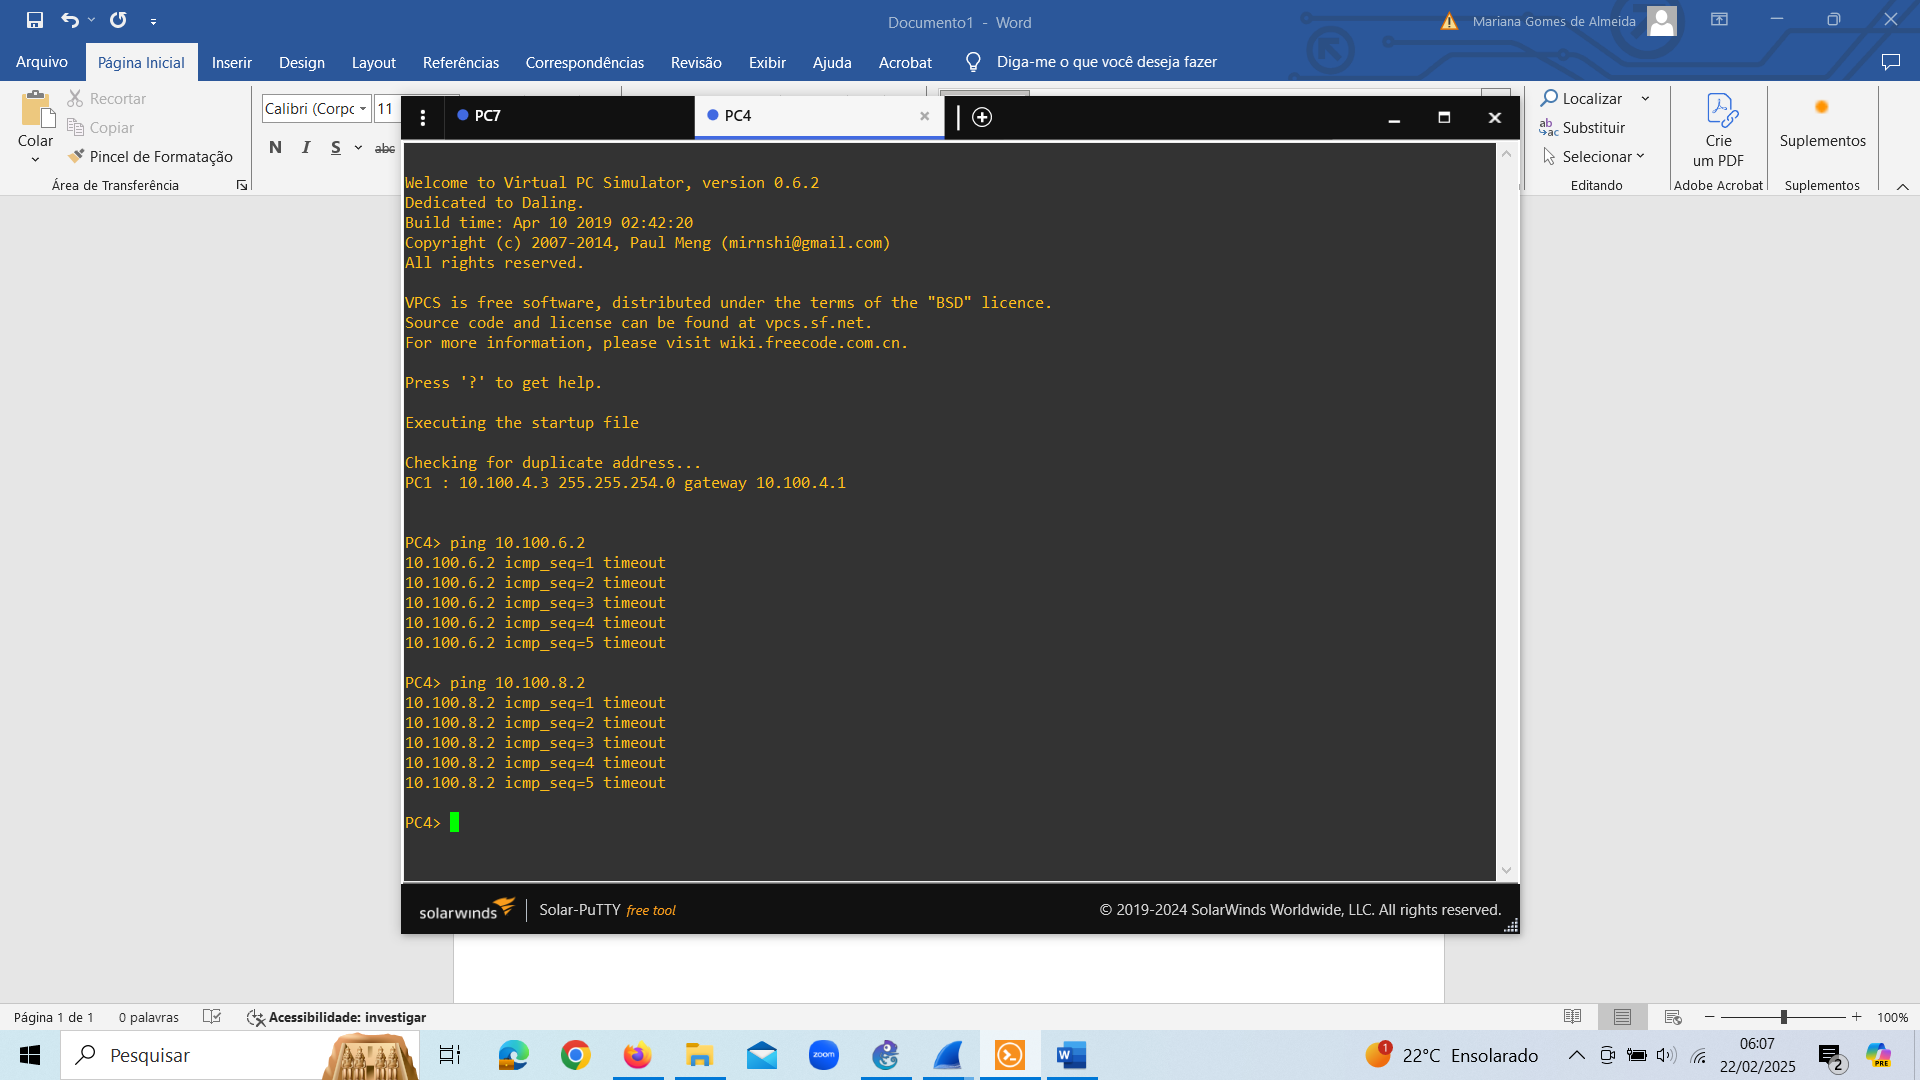 Documento1 - Word
Mariana Gomes de Almeida
Arquivo
Página Inicial
Inserir
Design
Layout
Referências
Correspondências
Revisão
Exibir
Ajuda
Acrobat
Diga-me o que você deseja fazer
Colar
Recortar
Copiar
Pincel de Formatação
Área de Transferência
Calibri (Corpo
11
N I S abc
Localizar
Substituir
Selecionar
Editando
Crie
um PDF
Adobe Acrobat
Suplementos
Suplementos
PC7
PC4
Welcome to Virtual PC Simulator, version 0.6.2
Dedicated to Daling.
Build time: Apr 10 2019 02:42:20
Copyright (c) 2007-2014, Paul Meng (mirnshi@gmail.com)
All rights reserved.
VPCS is free software, distributed under the terms of the "BSD" licence.
Source code and license can be found at vpcs.sf.net.
For more information, please visit wiki.freecode.com.cn.
Press '?' to get help.
Executing the startup file
Checking for duplicate address...
PC1 : 10.100.4.3 255.255.254.0 gateway 10.100.4.1
PC4> ping 10.100.6.2
10.100.6.2 icmp_seq=1 timeout
10.100.6.2 icmp_seq=2 timeout
10.100.6.2 icmp_seq=3 timeout
10.100.6.2 icmp_seq=4 timeout
10.100.6.2 icmp_seq=5 timeout
PC4> ping 10.100.8.2
10.100.8.2 icmp_seq=1 timeout
10.100.8.2 icmp_seq=2 timeout
10.100.8.2 icmp_seq=3 timeout
10.100.8.2 icmp_seq=4 timeout
10.100.8.2 icmp_seq=5 timeout
PC4>
solarwinds
Solar-PuTTY free tool
© 2019-2024 SolarWinds Worldwide, LLC. All rights reserved.
Página 1 de 1
0 palavras
Acessibilidade: investigar
100%
Pesquisar
zoom
1
22°C Ensolarado
06:07
22/02/2025
2
PRE